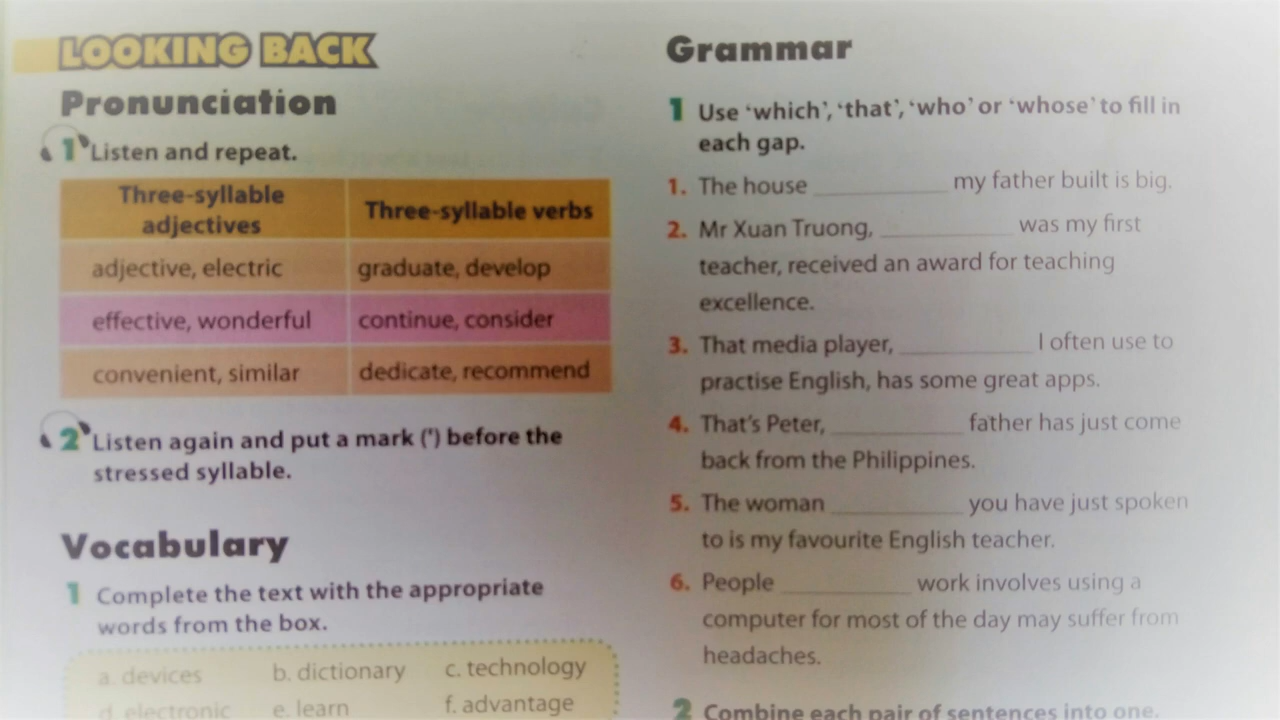 LOOKING BACK
Pronunciation
1 Listen and repeat.
Three-syllable adjectives
Three-syllable verbs
adjective, electric
graduate, develop
effective, wonderful
continue, consider
convenient, similar
dedicate, recommend
2 Listen again and put a mark (') before the
stressed syllable.
Vocabulary
1 Complete the text with the appropriate
words from the box.
a. devices b. dictionary c. technology
d. electronic e. learn f. advantage
Grammar
1 Use 'which', 'that', 'who' or 'whose' to fill in
each gap.
1. The house ____________ my father built is big.
2. Mr Xuan Truong, ____________ was my first
teacher, received an award for teaching
excellence.
3. That media player, ____________ I often use to
practise English, has some great apps.
4. That's Peter, ____________ father has just come
back from the Philippines.
5. The woman ____________ you have just spoken
to is my favourite English teacher.
6. People ____________ work involves using a
computer for most of the day may suffer from
headaches.
2 Combine each pair of sentences into one.